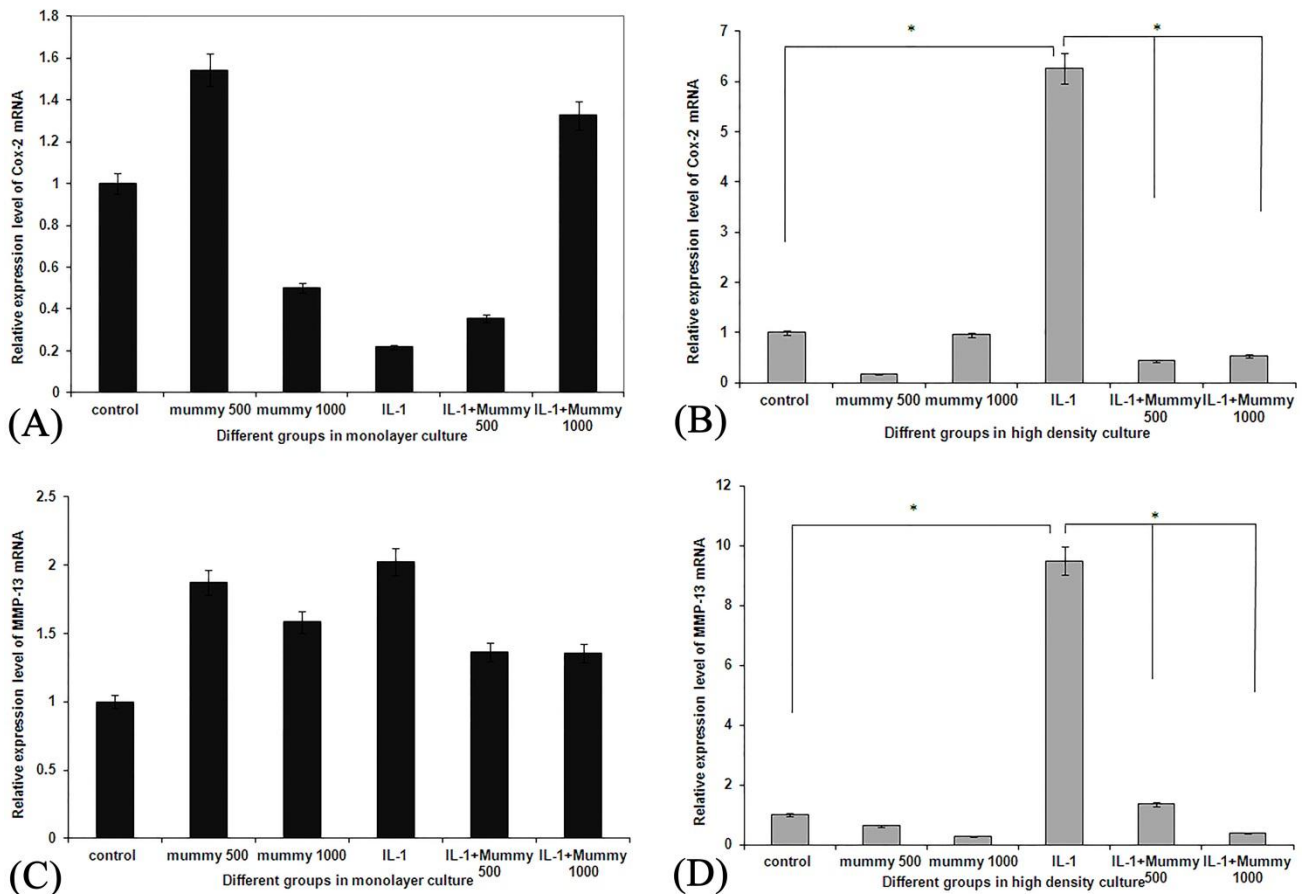 Relative expression level of Cox-2 mRNA
1.8
1.6
1.4
1.2
1
0.8
0.6
0.4
0.2
0
control
mummy 500
mummy 1000
IL-1
IL-1+Mummy
500
IL-1+Mummy
1000
Different groups in monolayer culture
(A)
Relative expression level of Cox-2 mRNA
7
6
5
4
3
2
1
0
*
*
control
mummy 500
mummy 1000
IL-1
IL-1+Mummy
500
IL-1+Mummy
1000
Diffrent groups in high density culture
(B)
Relative expression level of MMP-13 mRNA
2.5
2
1.5
1
0.5
0
control
mummy 500
mummy 1000
IL-1
IL-1+Mummy
500
IL-1+Mummy
1000
Different groups in monolayer culture
(C)
Relative expression level of MMP-13 mRNA
12
10
8
6
4
2
0
*
*
control
mummy 500
mummy 1000
IL-1
IL-1+Mummy
500
IL-1+Mummy
1000
Different groups in high density culture
(D)